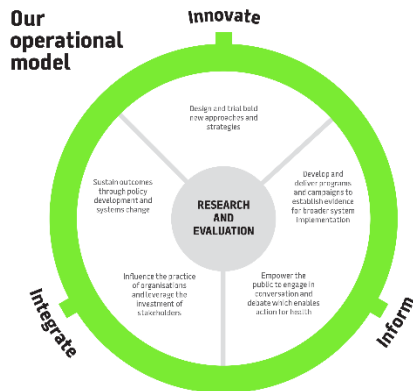 Our
operational
model
Innovate
Design and trial bold
new approaches and
strategies
Develop and
deliver programs
and campaigns to
establish evidence
for broader system
implementation
Empower the
public to engage in
conversation and
debate which enables
action for health
Influence the practice
of organisations
and leverage the
investment of
stakeholders
Sustain outcomes
through policy
development and
systems change
RESEARCH
AND
EVALUATION
Inform
Integrate